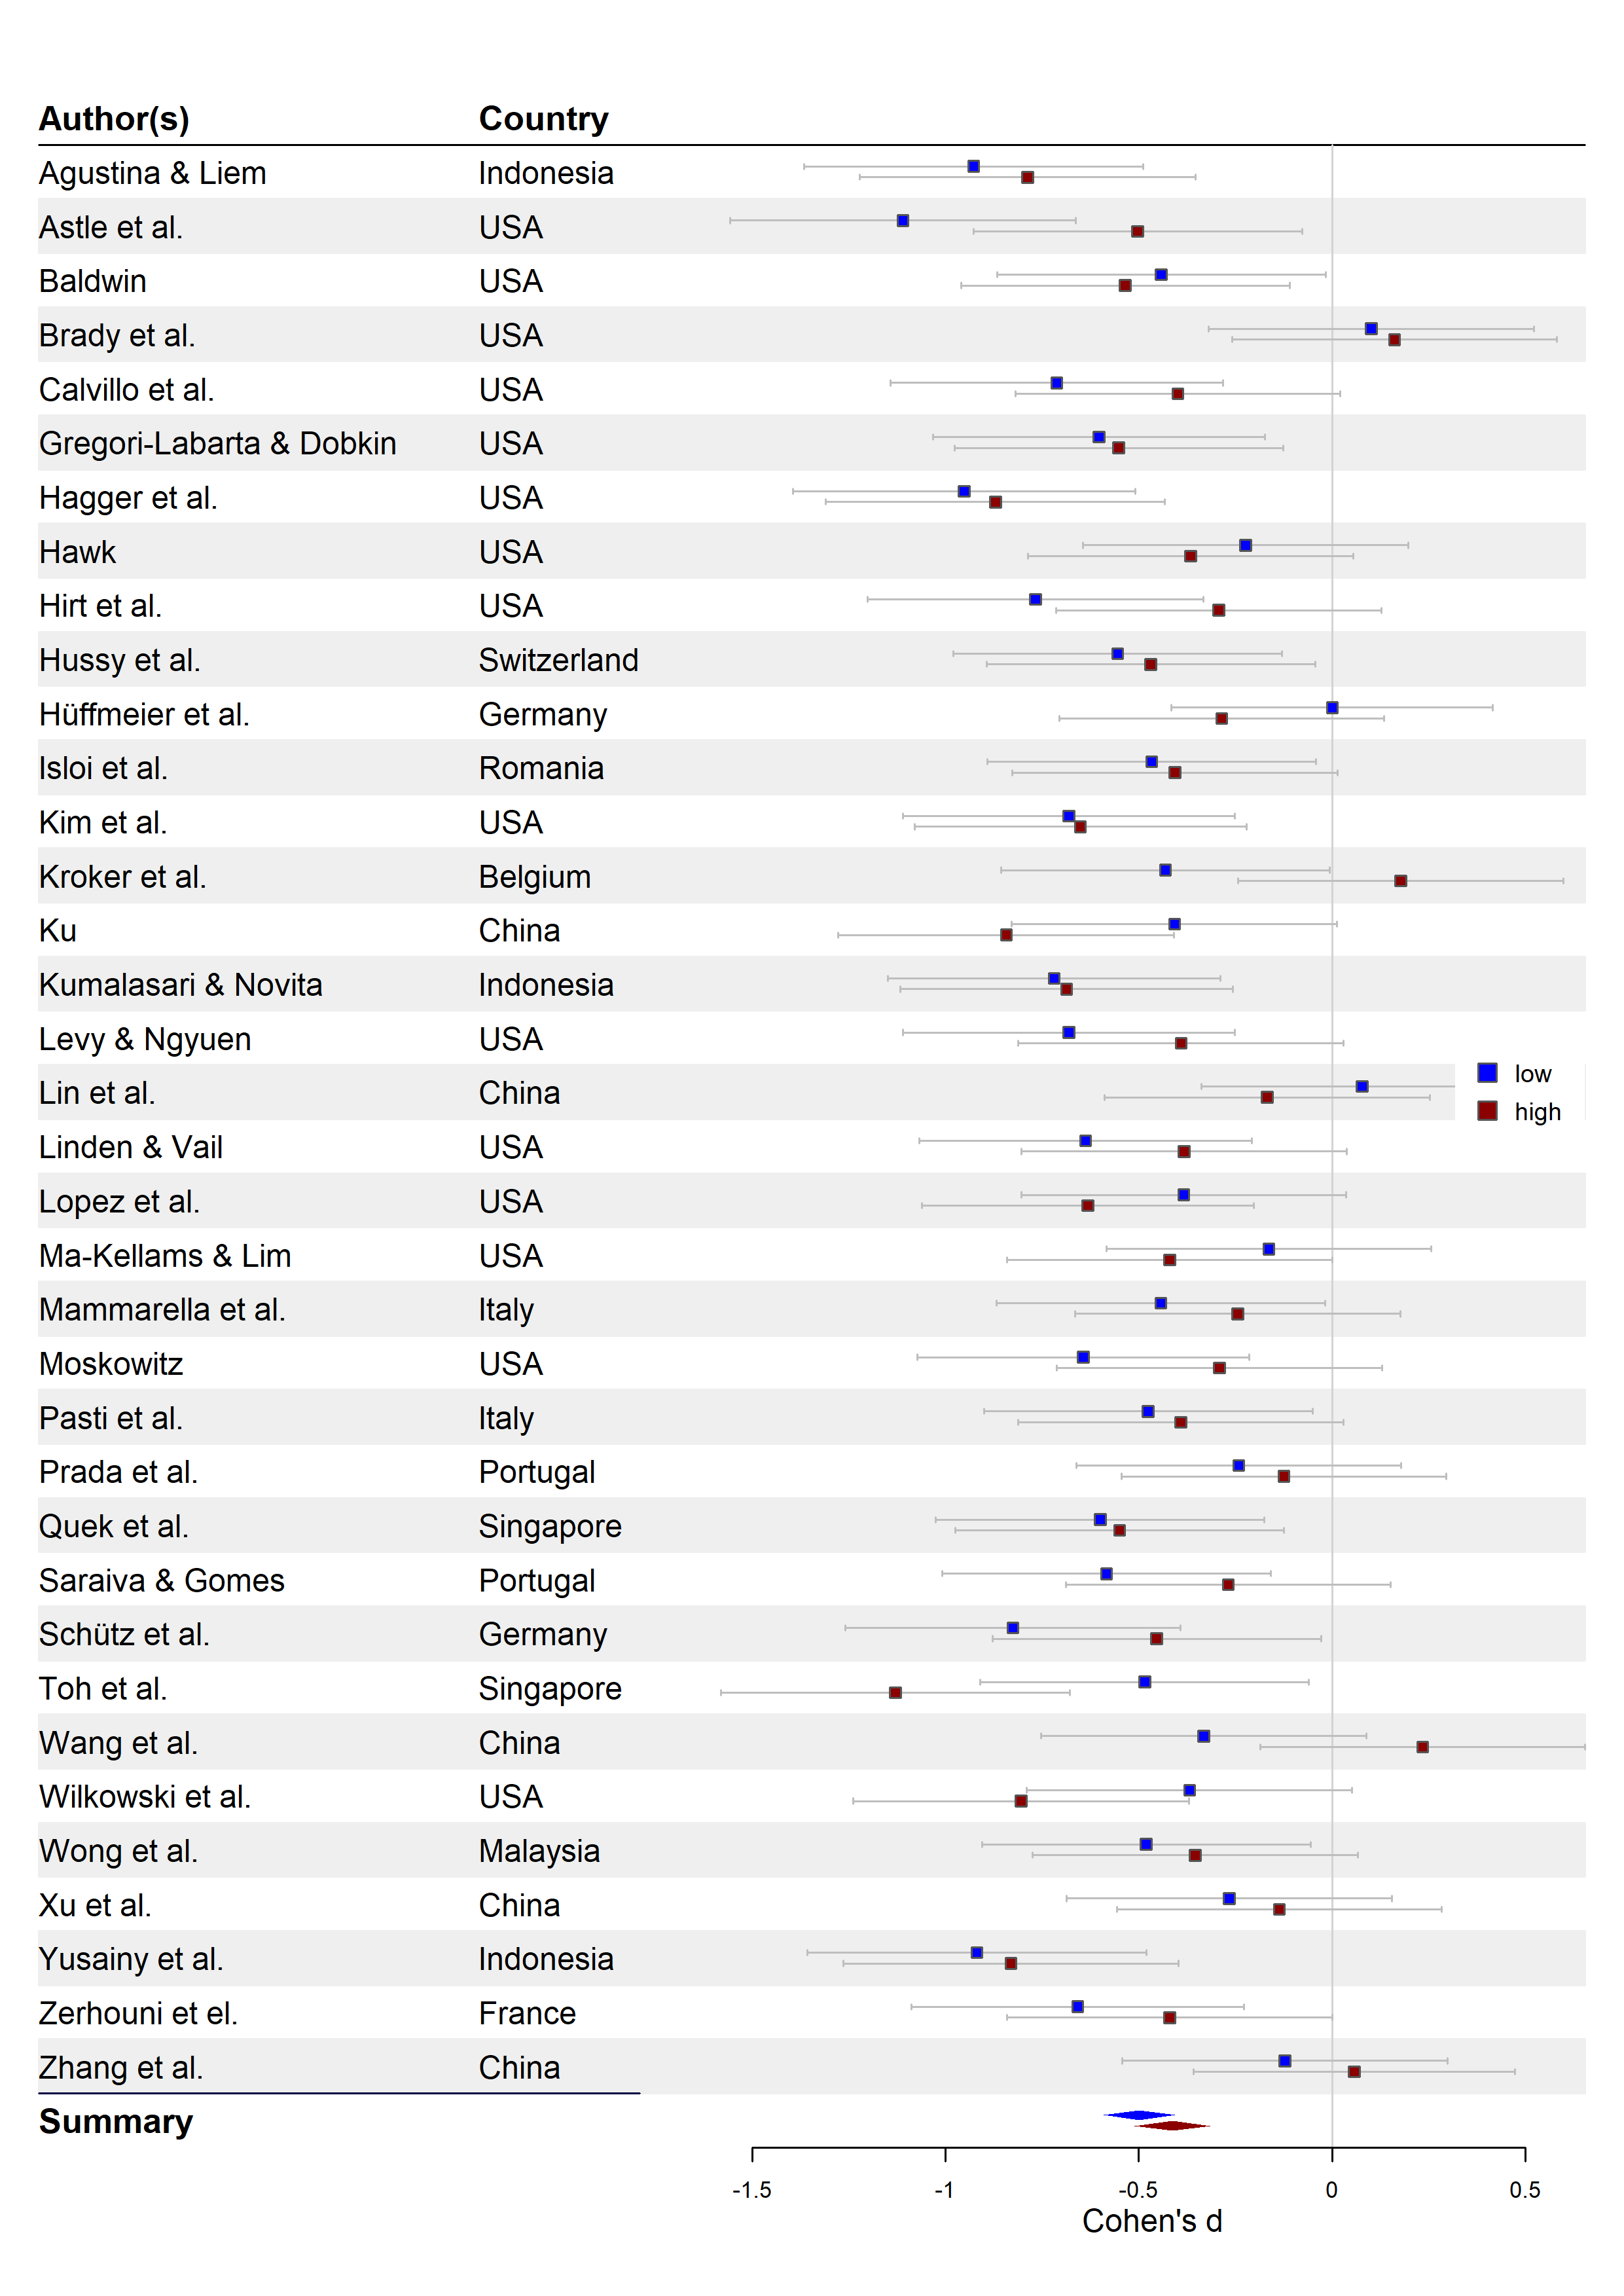 Author(s) Country
Agustina & Liem Indonesia
Astle et al. USA
Baldwin USA
Brady et al. USA
Calvillo et al. USA
Gregori-Labarta & Dobkin USA
Hagger et al. USA
Hawk USA
Hirt et al. USA
Hussy et al. Switzerland
Hüffmeier et al. Germany
Isloi et al. Romania
Kim et al. USA
Kroker et al. Belgium
Ku China
Kumalasari & Novita Indonesia
Levy & Ngyuen USA
low
Lin et al. China
high
Linden & Vail USA
Lopez et al. USA
Ma-Kellams & Lim USA
Mammarella et al. Italy
Moskowitz USA
Pasti et al. Italy
Prada et al. Portugal
Quek et al. Singapore
Saraiva & Gomes Portugal
Schütz et al. Germany
Toh et al. Singapore
Wang et al. China
Wilkowski et al. USA
Wong et al. Malaysia
Xu et al. China
Yusainy et al. Indonesia
Zerhouni et el. France
Zhang et al. China
Summary
-1.5 -1 -0.5 0 0.5
Cohen's d